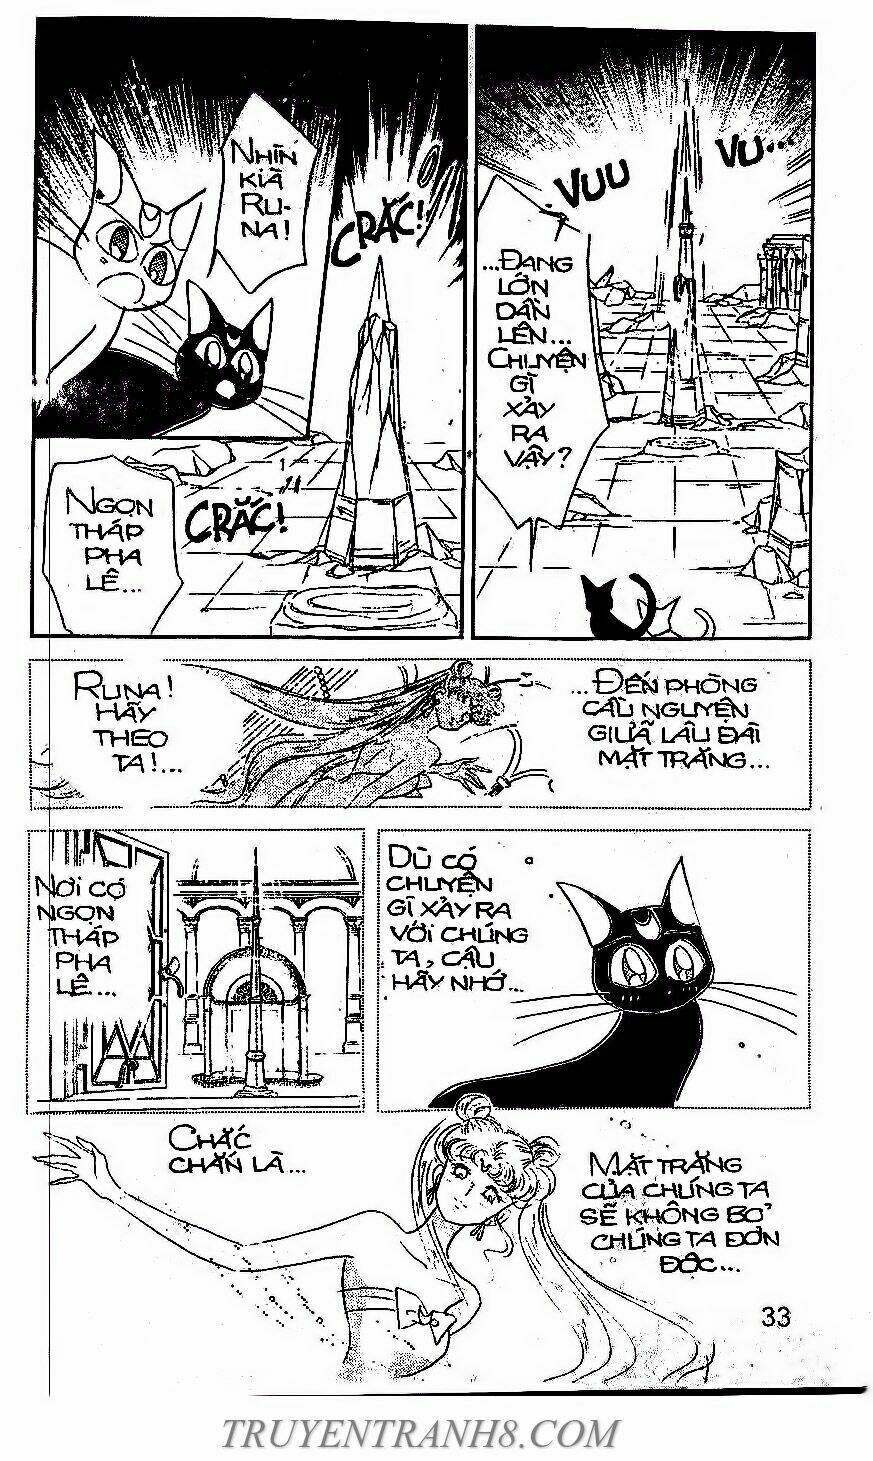 NHÌN
KÌA
RU-
NA!
CRẮC!
NGỌN
THÁP
PHA
LÊ...
CRẮC!
VUU
VU...
...ĐANG
LỚN
DẦN
LÊN...
CHUYỆN
GÌ
XẢY
RA
VẬY?
RUNA!
HÃY
THEO
TA!...
...ĐẾN PHÒNG
CẦU NGUYỆN
GIỮA LÂU ĐÀI
MẶT TRĂNG...
NƠI CÓ
NGỌN
THÁP
PHA
LÊ...
DÙ CÓ
CHUYỆN
GÌ XẢY RA
VỚI CHÚNG
TA, CẬU
HÃY NHỚ...
CHẮC
CHẮN LÀ...
MẶT TRĂNG
CỦA CHÚNG TA
SẼ KHÔNG BỎ
CHÚNG TA ĐƠN
ĐỘC...
33
TRUYENTRANH8.COM